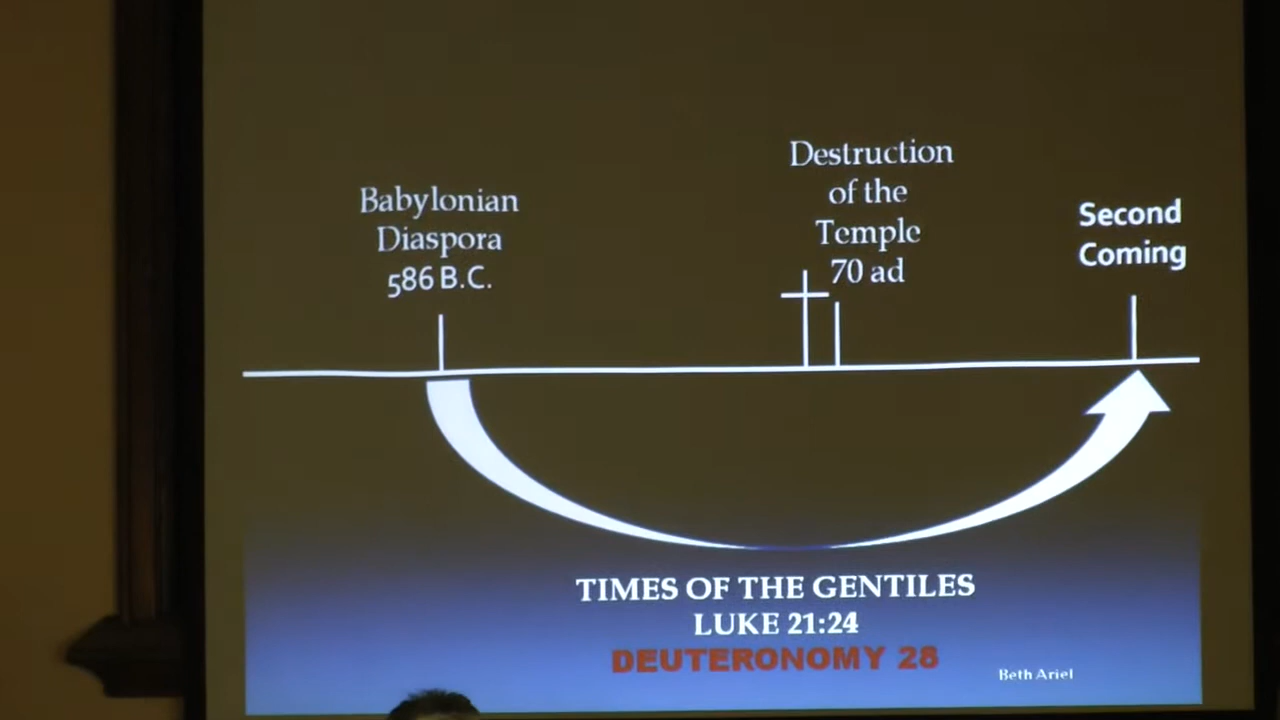 Babylonian
Diaspora
586 B.C.
Destruction
of the
Temple
70 ad
Second
Coming
TIMES OF THE GENTILES
LUKE 21:24
DEUTERONOMY 28
Beth Ariel